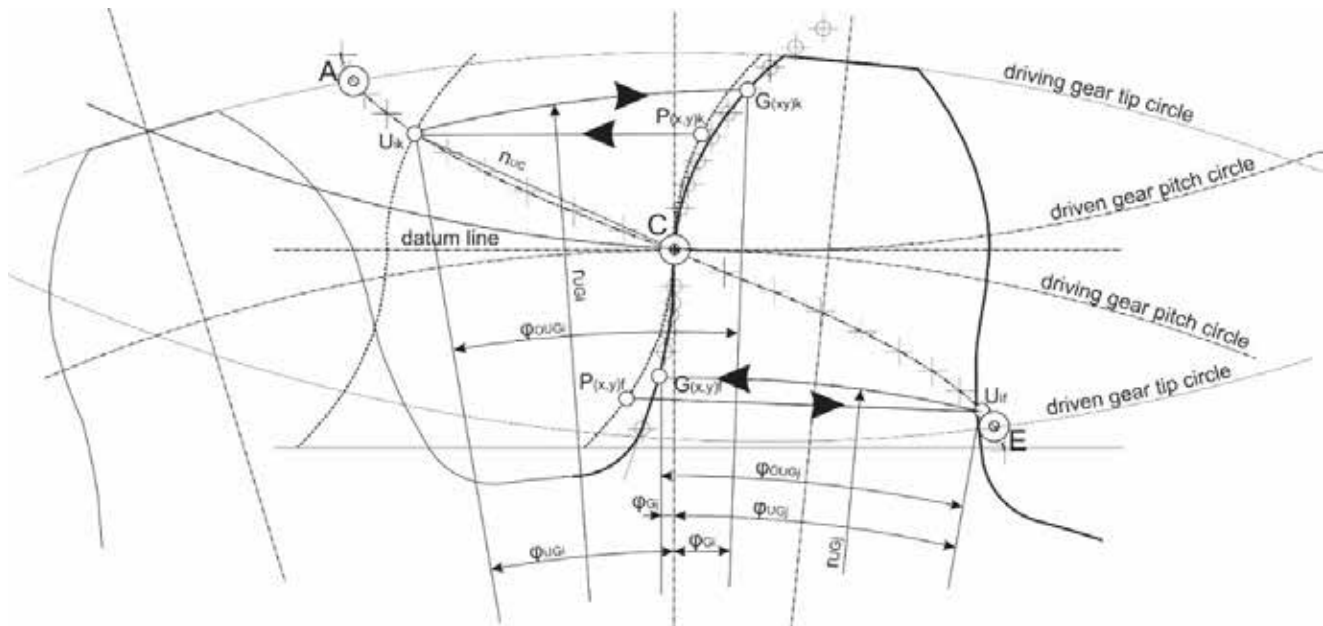 A
driving gear tip circle
G(xy)k
P(x,y)k
Uik
nUC
driven gear pitch circle
C
datum line
rUGi
driving gear pitch circle
φOUGi
P(x,y)f
G(x,y)f
Uif
driven gear tip circle
E
φOUGj
φGj
φUGj
φUGi
φGi
rUGj